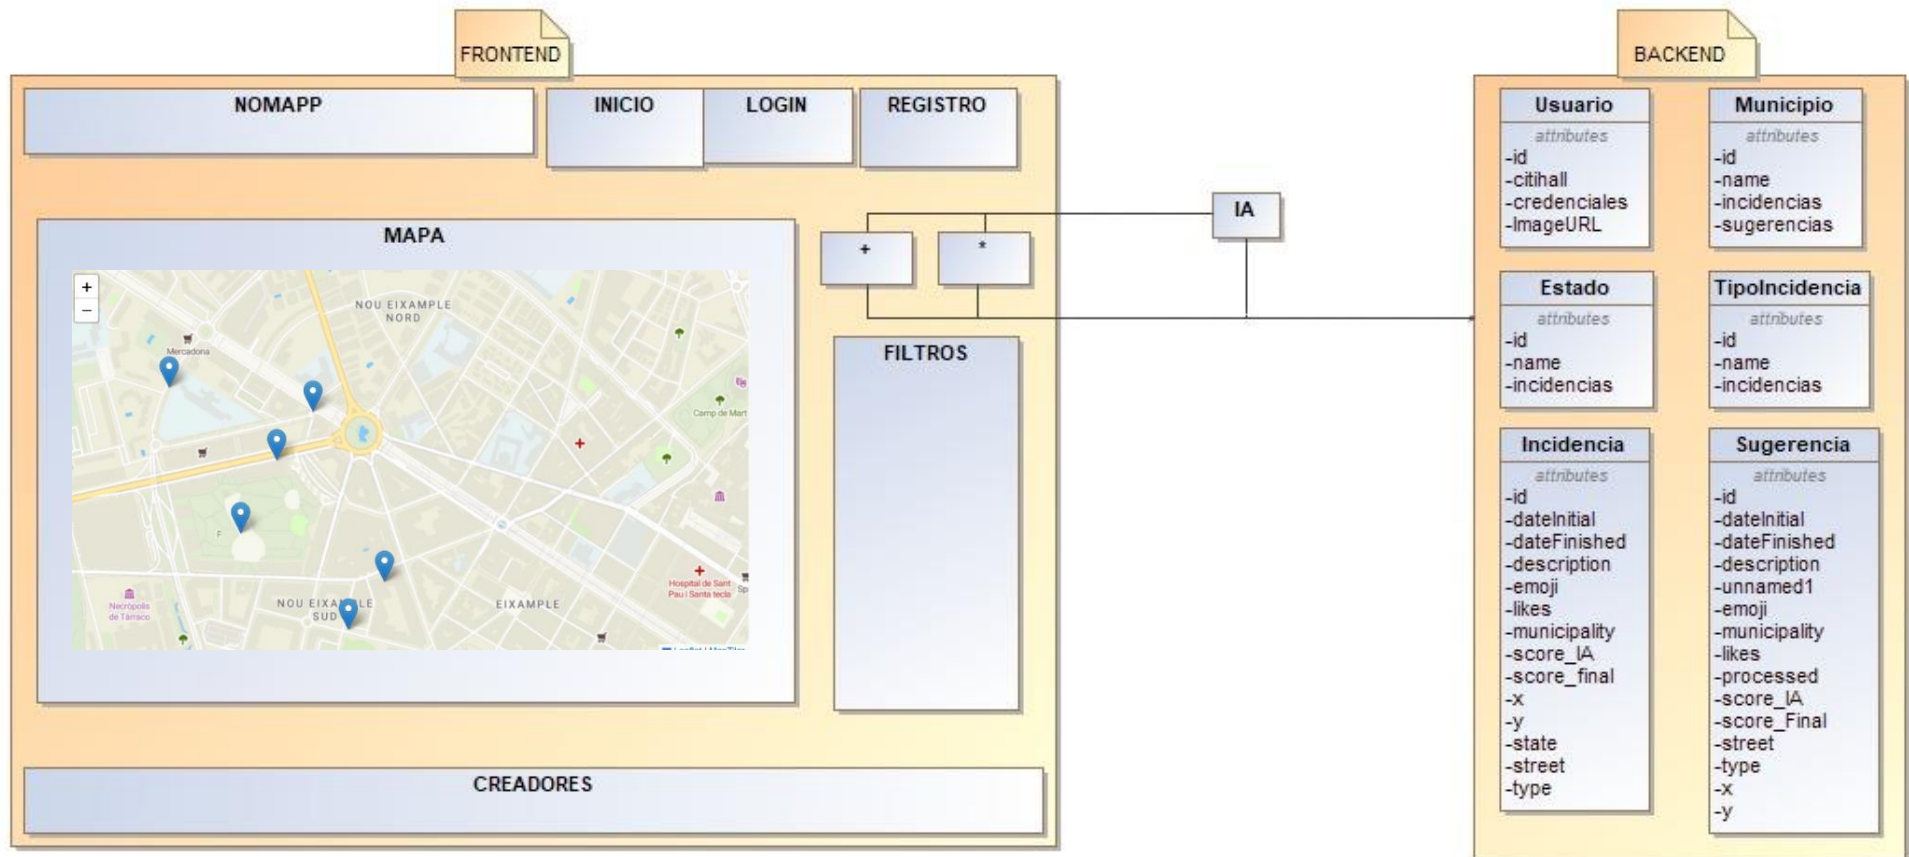 FRONTEND
NOMAPP
INICIO
LOGIN
REGISTRO
MAPA
+
−
NOU EIXAMPLE
NORD
Mercadona
Camp de Mart
F
Necròpolis
de Tàrraco
NOU EIXAMPLE
SUD
EIXAMPLE
Hospital de Sant
Pau i Santa tecla
Sp
Leaflet | MapTiler
+
*
FILTROS
CREADORES
IA
BACKEND
Usuario
attributes
-id
-citihall
-credenciales
-ImageURL
Municipio
attributes
-id
-name
-incidencias
-sugerencias
Estado
attributes
-id
-name
-incidencias
TipoIncidencia
attributes
-id
-name
-incidencias
Incidencia
attributes
-id
-dateInitial
-dateFinished
-description
-emoji
-likes
-municipality
-score_IA
-score_final
-x
-y
-state
-street
-type
Sugerencia
attributes
-id
-dateInitial
-dateFinished
-description
-unnamed1
-emoji
-municipality
-likes
-processed
-score_IA
-score_Final
-street
-type
-x
-y